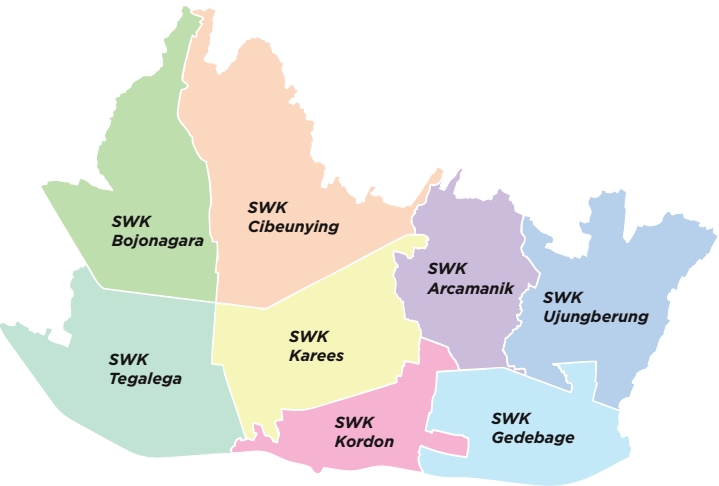 SWK
Bojonagara
SWK
Cibeunying
SWK
Arcamanik
SWK
Ujungberung
SWK
Karees
SWK
Tegalega
SWK
Kordon
SWK
Gedebage